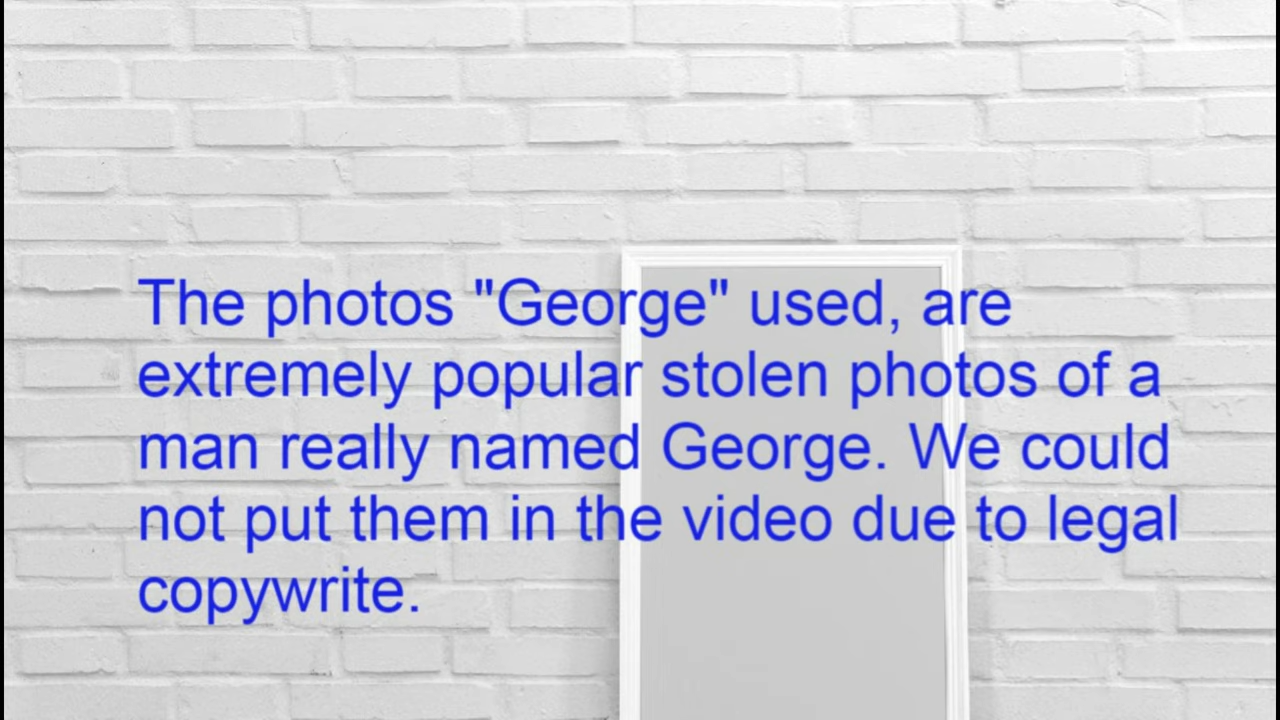 The photos "George" used, are
extremely popular stolen photos of a
man really named George. We could
not put them in the video due to legal
copywrite.